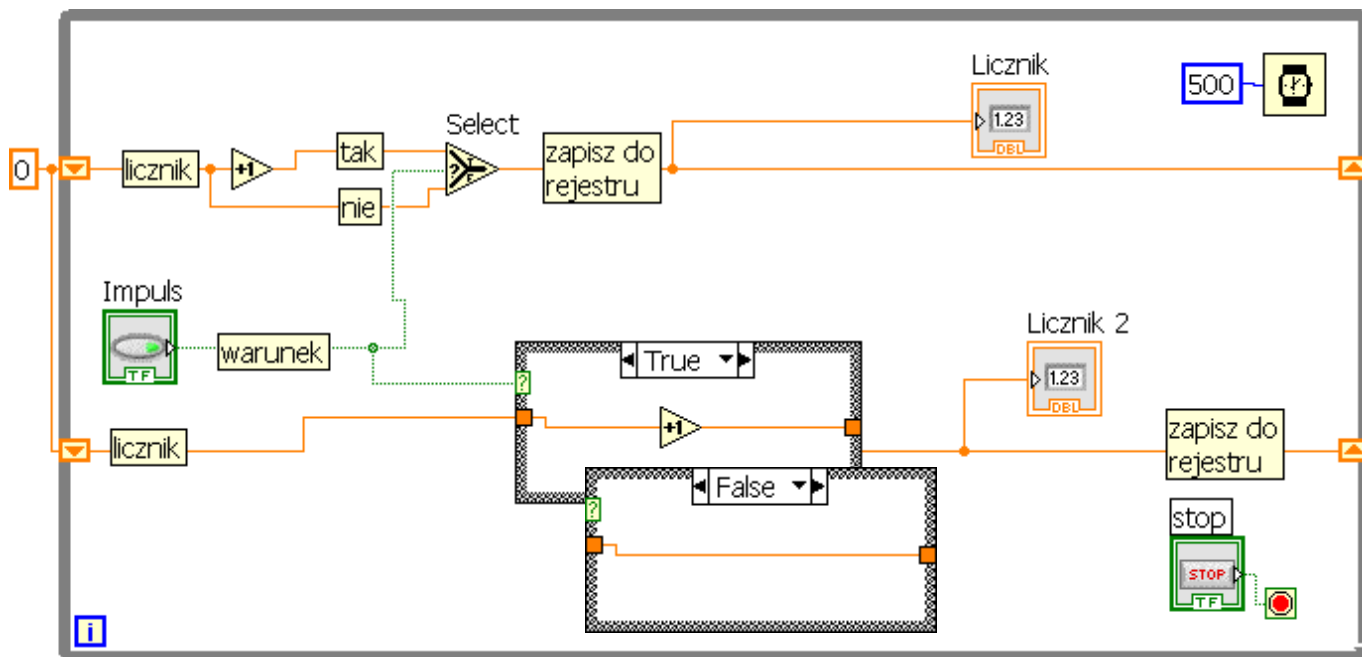 Licznik
500
1.23
DBL
Select
0
licznik
+1
tak
nie
? T F
zapisz do
rejestru
Impuls
TF
warunek
Licznik 2
1.23
DBL
True
?
licznik
+1
zapisz do
rejestru
False
?
stop
STOP
TF
i